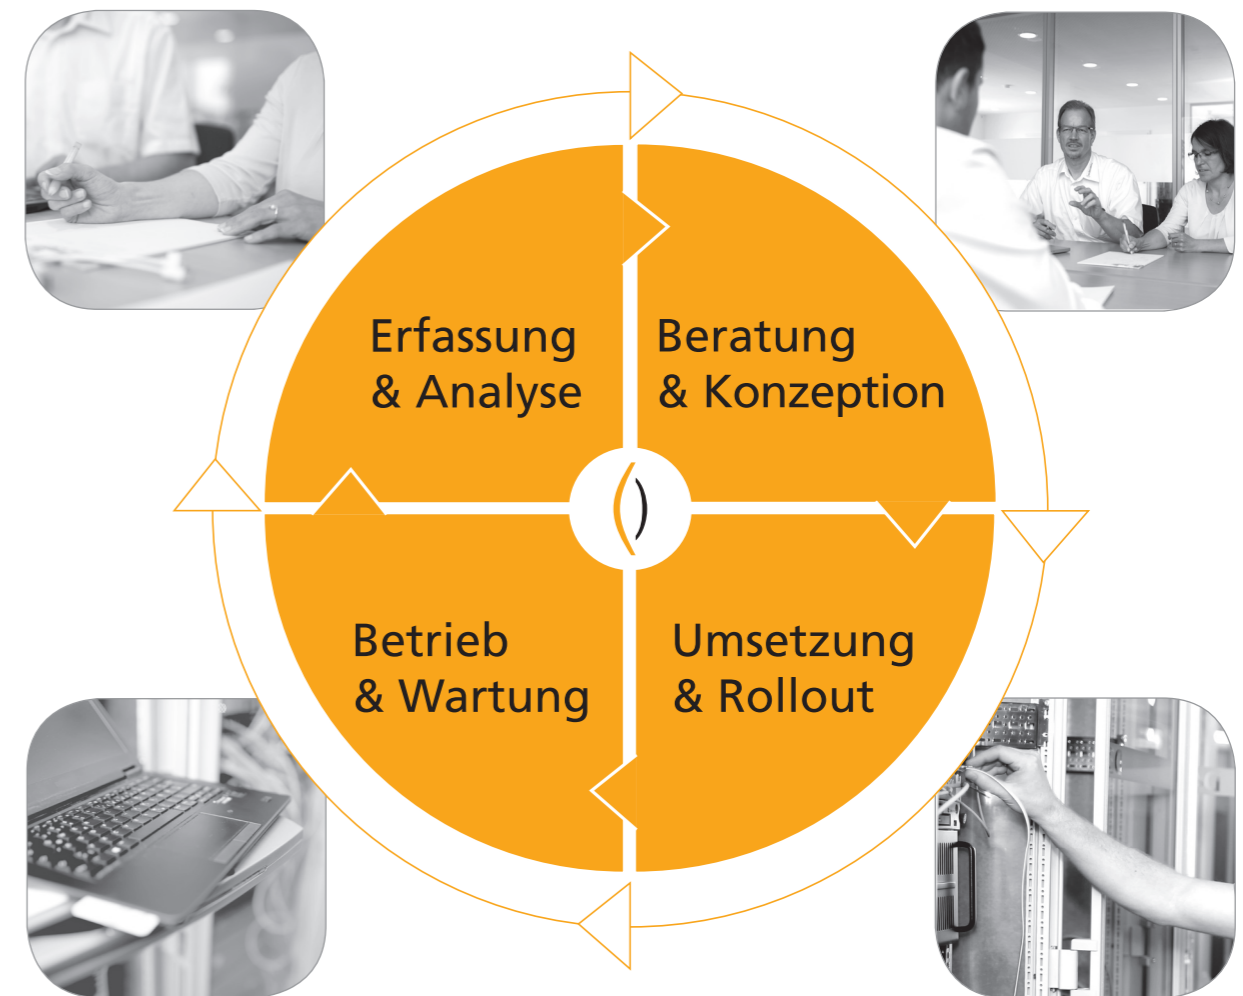 Erfassung
& Analyse
Beratung
& Konzeption
Betrieb
& Wartung
Umsetzung
& Rollout